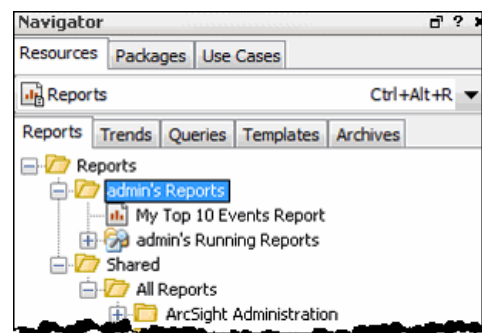 Navigator ? x
Resources Packages Use Cases
Reports Ctrl+Alt+R
Reports Trends Queries Templates Archives
Reports
admin's Reports
My Top 10 Events Report
admin's Running Reports
Shared
All Reports
ArcSight Administration